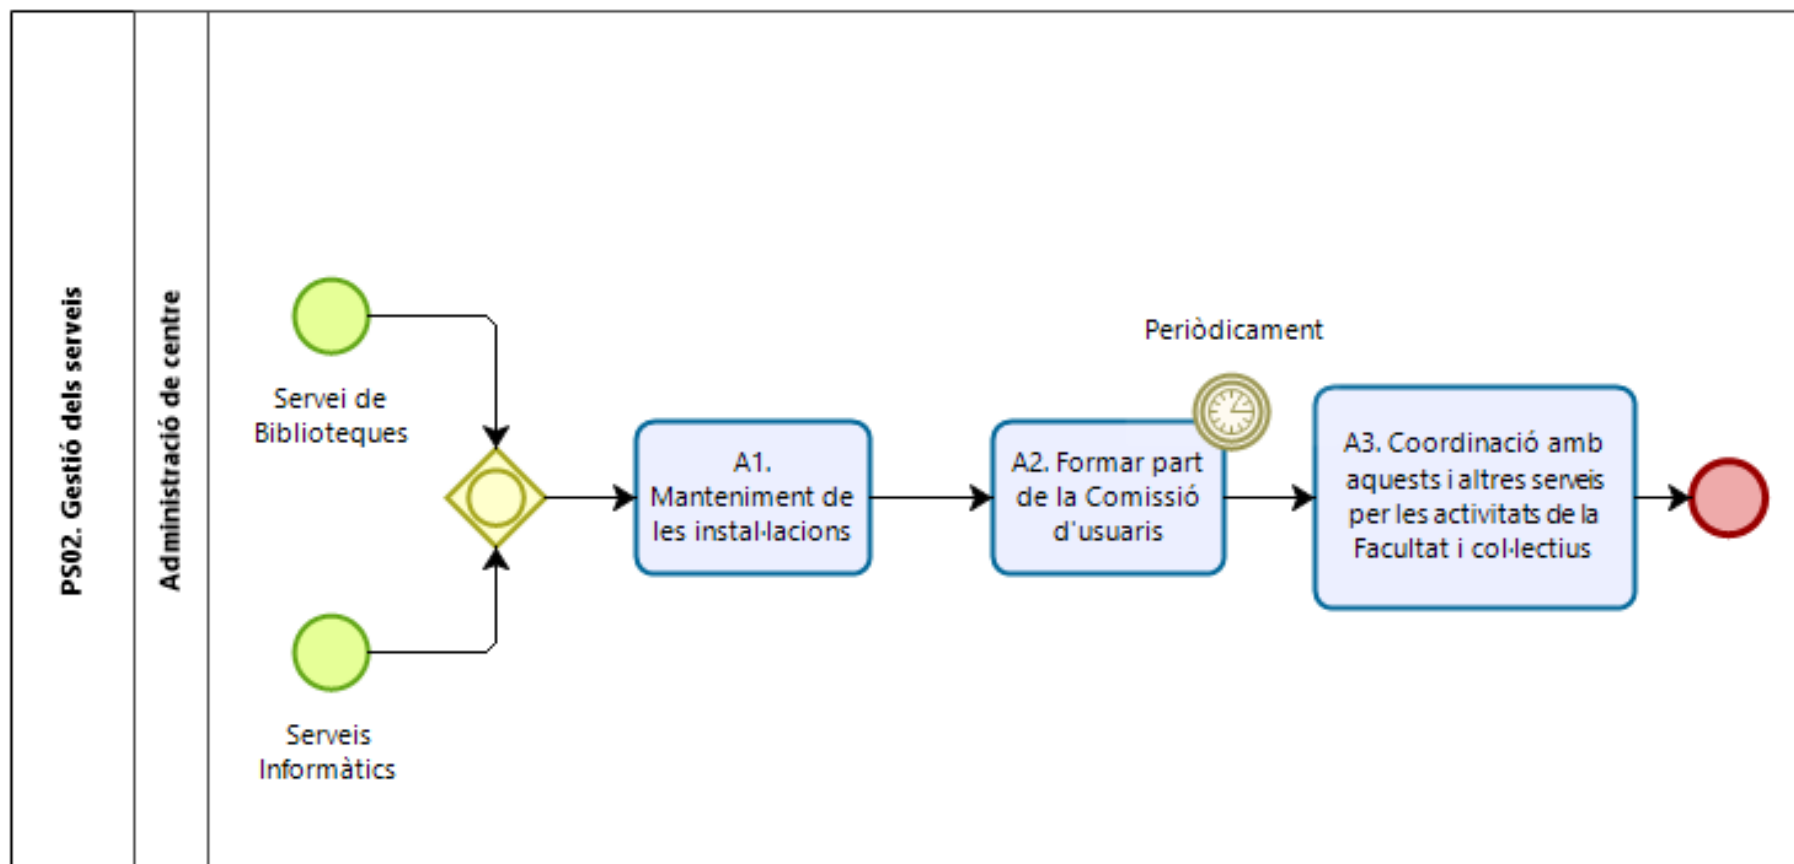 PS02. Gestió dels serveis
Administració de centre
Servei de
Biblioteques
Serveis
Informàtics
A1.
Manteniment de
les instal·lacions
A2. Formar part
de la Comissió
d'usuaris
Periòdicament
A3. Coordinació amb
aquests i altres serveis
per les activitats de la
Facultat i col·lectius